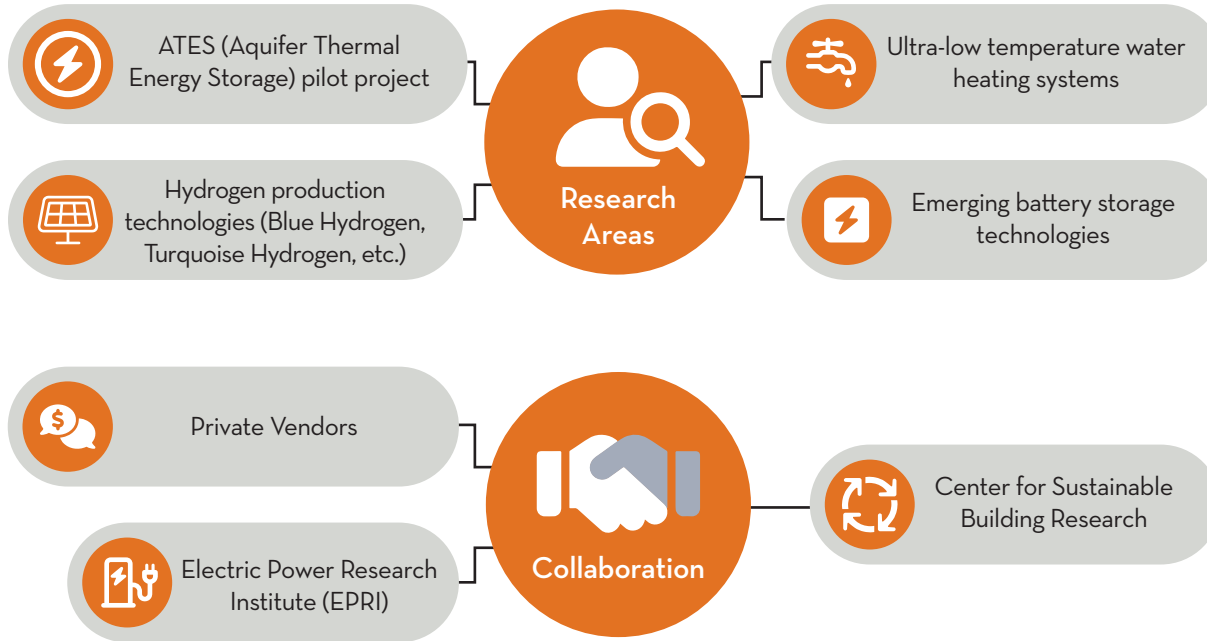 ATES (Aquifer Thermal
Energy Storage) pilot project
Hydrogen production
technologies (Blue Hydrogen,
Turquoise Hydrogen, etc.)
Research
Areas
Ultra-low temperature water
heating systems
Emerging battery storage
technologies
$
Private Vendors
Electric Power Research
Institute (EPRI)
Collaboration
Center for Sustainable
Building Research